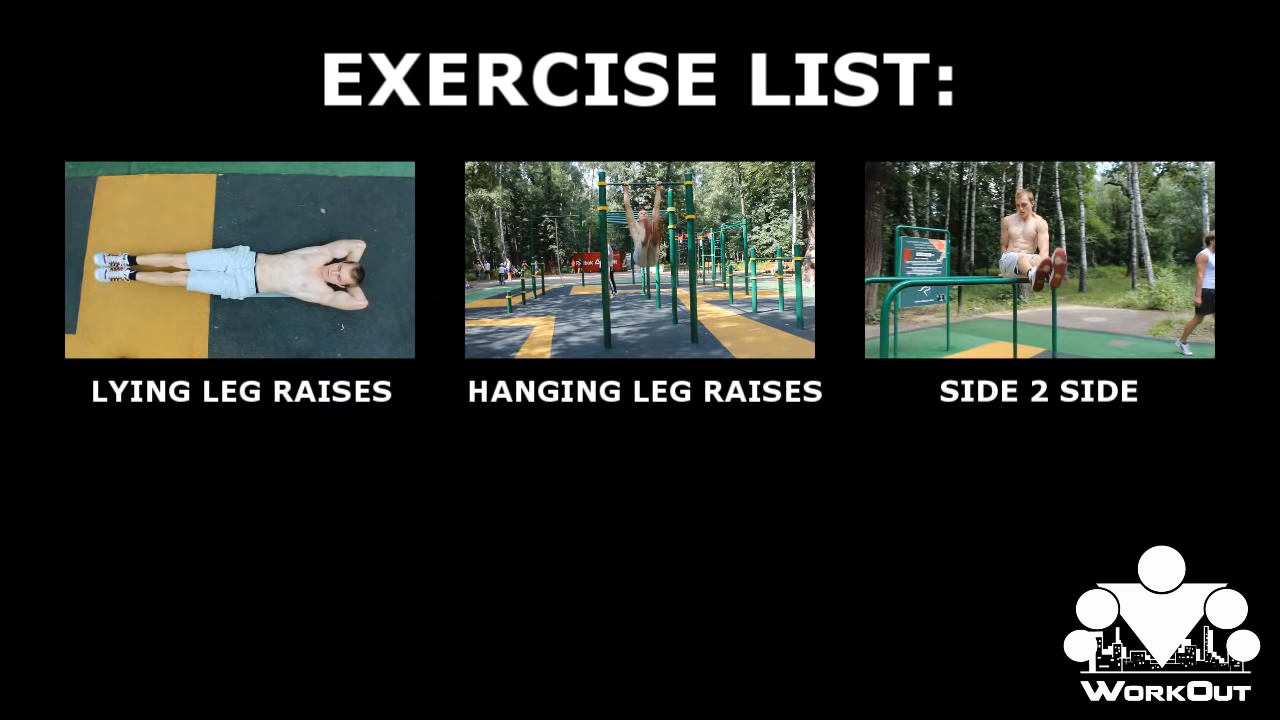 EXERCISE LIST:
LYING LEG RAISES
HANGING LEG RAISES
SIDE 2 SIDE
WORKOUT